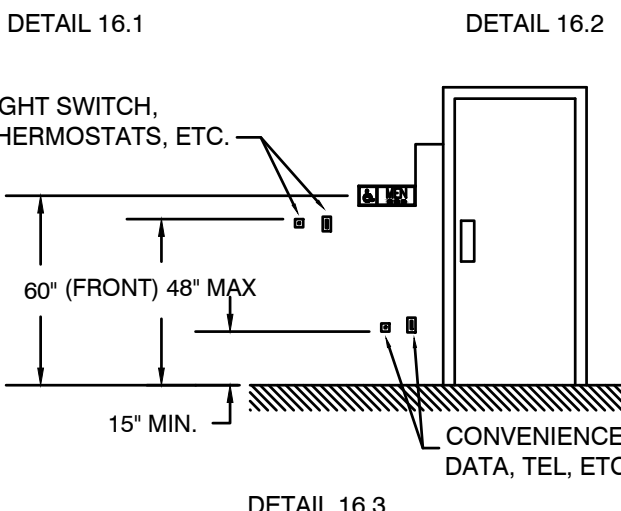 DETAIL 16.1
DETAIL 16.2
GHT SWITCH,
HERMOSTATS, ETC.
MEN
60" (FRONT) 48" MAX
15" MIN.
CONVENIENCE
DATA, TEL, ETC
DETAIL 16.3